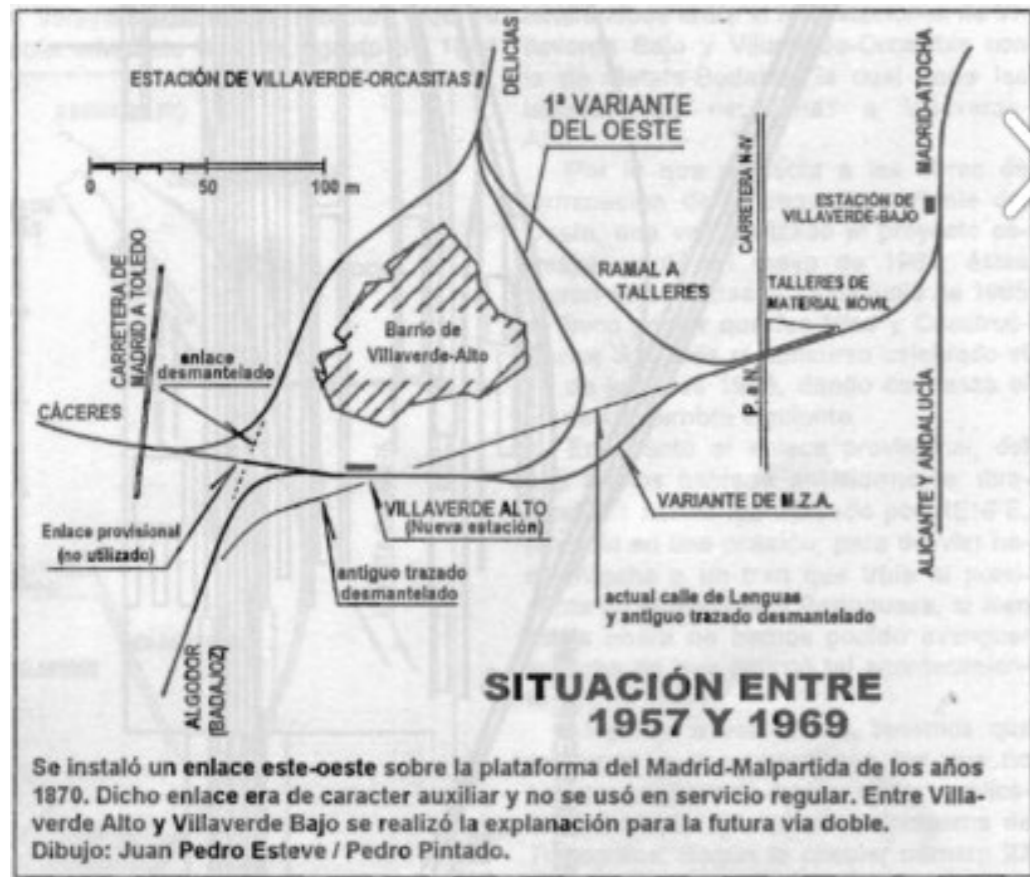 DELICIAS
ESTACIÓN DE VILLAVERDE-ORCASITAS
1ª VARIANTE
DEL OESTE
0 50 100 m
CARRETERA N-IV
MADRID-ATOCHA
ESTACIÓN DE
VILLAVERDE-BAJO
RAMAL A
TALLERES
TALLERES DE
MATERIAL MÓVIL
CARRETERA DE
MADRID A TOLEDO
Barrio de
Villaverde-Alto
enlace
desmantelado
CÁCERES
P. a N.
ALICANTE Y ANDALUCÍA
VILLAVERDE ALTO
(Nueva estación)
VARIANTE DE M.Z.A.
Enlace provisional
(no utilizado)
antiguo trazado
desmantelado
actual calle de Lenguas
y antiguo trazado desmantelado
ALGODOR
(BADAJOZ)
SITUACIÓN ENTRE
1957 Y 1969
Se instaló un enlace este-oeste sobre la plataforma del Madrid-Malpartida de los años
1870. Dicho enlace era de caracter auxiliar y no se usó en servicio regular. Entre Villa-
verde Alto y Villaverde Bajo se realizó la explanación para la futura via doble.
Dibujo: Juan Pedro Esteve / Pedro Pintado.